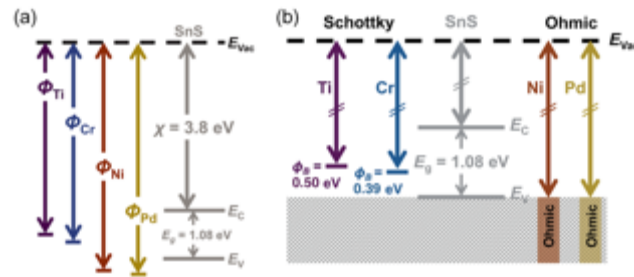 (a)
SnS
E_Vac
Φ_Ti
Φ_Cr
Φ_Ni
Φ_Pd
χ = 3.8 eV
E_C
E_g = 1.08 eV
E_V
(b)
Schottky
SnS
Ohmic
E_Vac
Ti
Cr
Ni
Pd
E_C
ϕ_B =
0.50 eV
ϕ_B =
0.39 eV
E_g = 1.08 eV
E_V
Ohmic
Ohmic